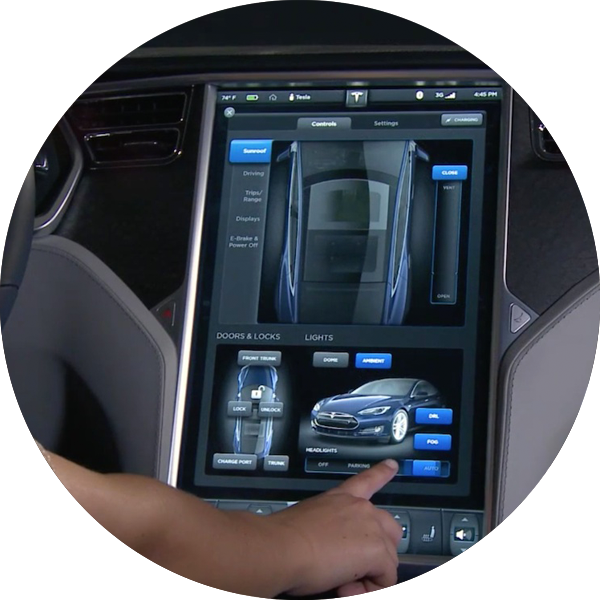 74° F Tesla 3G 4:45 PM
Controls Settings CHARGING
Sunroof
Driving
Trips/
Range
Displays
E-Brake &
Power Off
CLOSE
VENT
OPEN
DOORS & LOCKS LIGHTS
FRONT TRUNK
DOME AMBIENT
LOCK UNLOCK
DRL
FOG
HEADLIGHTS
CHARGE PORT TRUNK
OFF PARKING AUTO